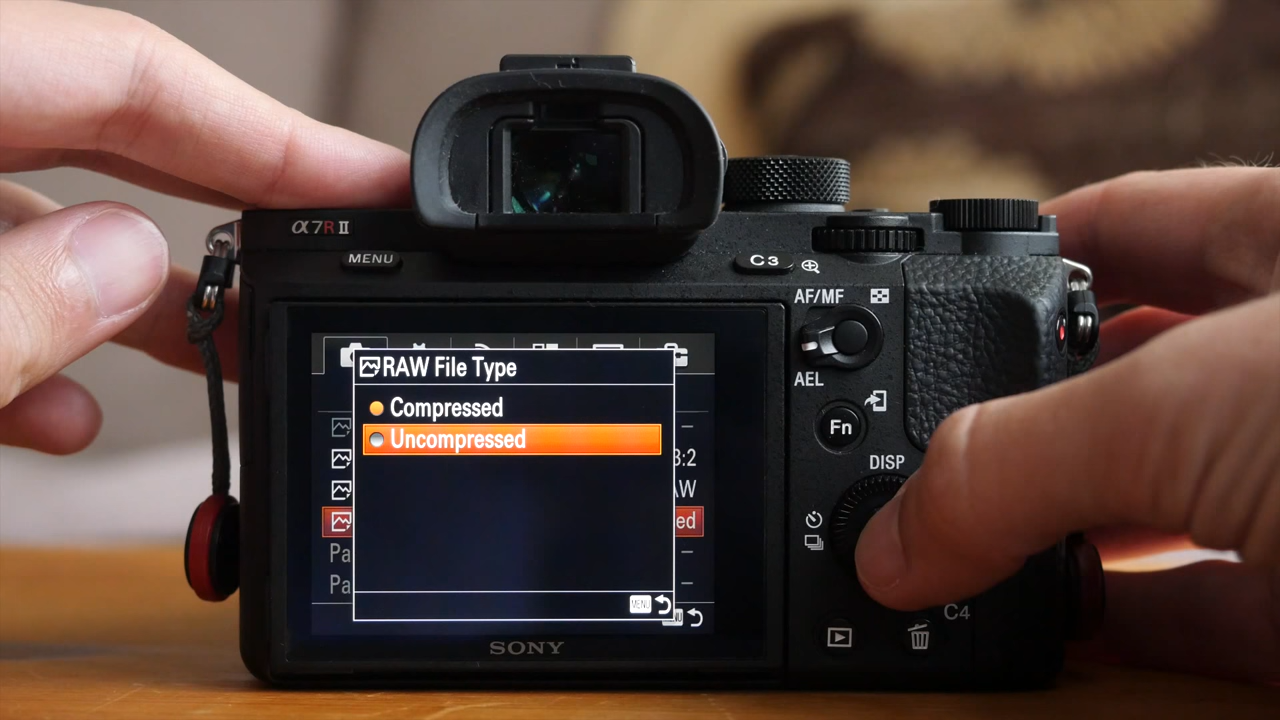 α7RII
MENU
C3
AF/MF
AEL
RAW File Type
Compressed
Uncompressed
3:2
AW
ed
Pa
Pa
MENU
Fn
DISP
C4
SONY